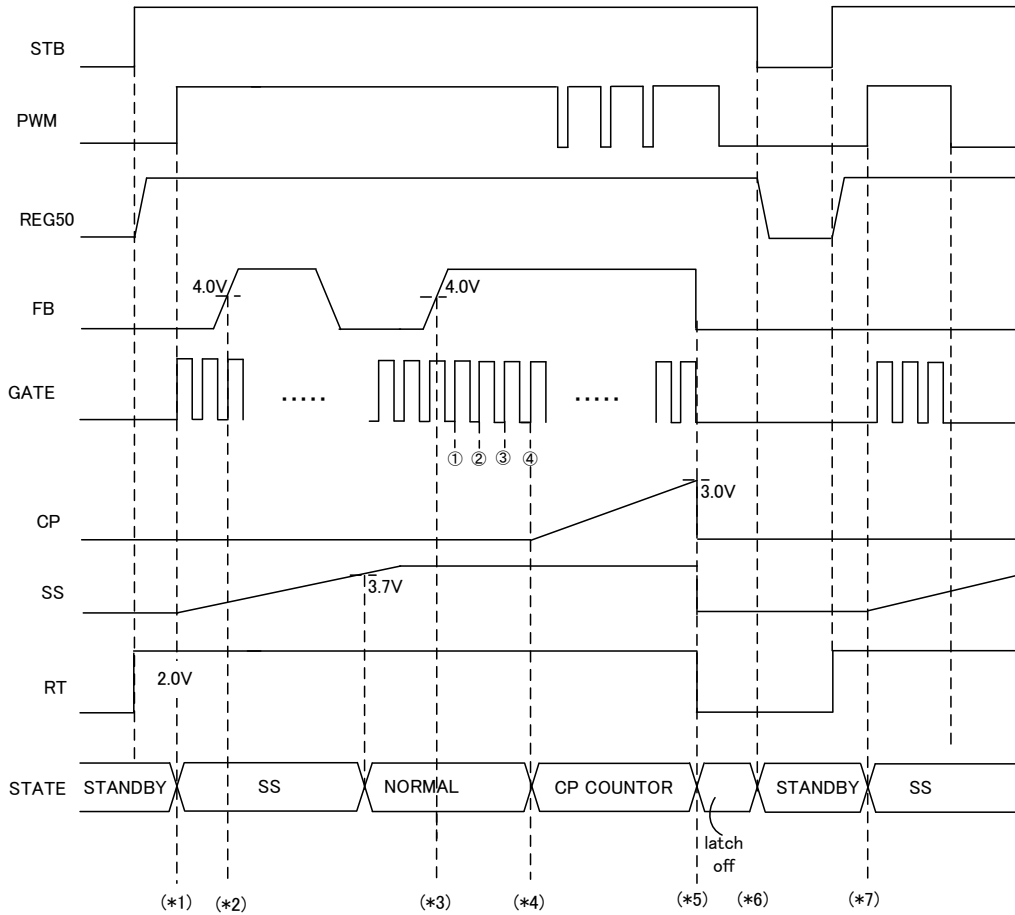 STB
PWM
REG50
4.0V
4.0V
FB
GATE
.....
.....
① ② ③ ④
3.0V
CP
3.7V
SS
2.0V
RT
STATE STANDBY SS NORMAL CP COUNTOR STANDBY SS
latch
off
(*1) (*2) (*3) (*4) (*5) (*6) (*7)